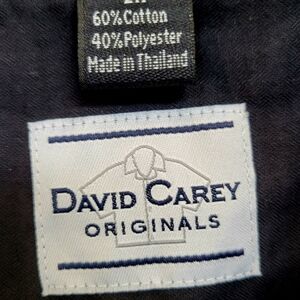 60% Cotton
40% Polyester
Made in Thailand
DAVID CAREY
ORIGINALS